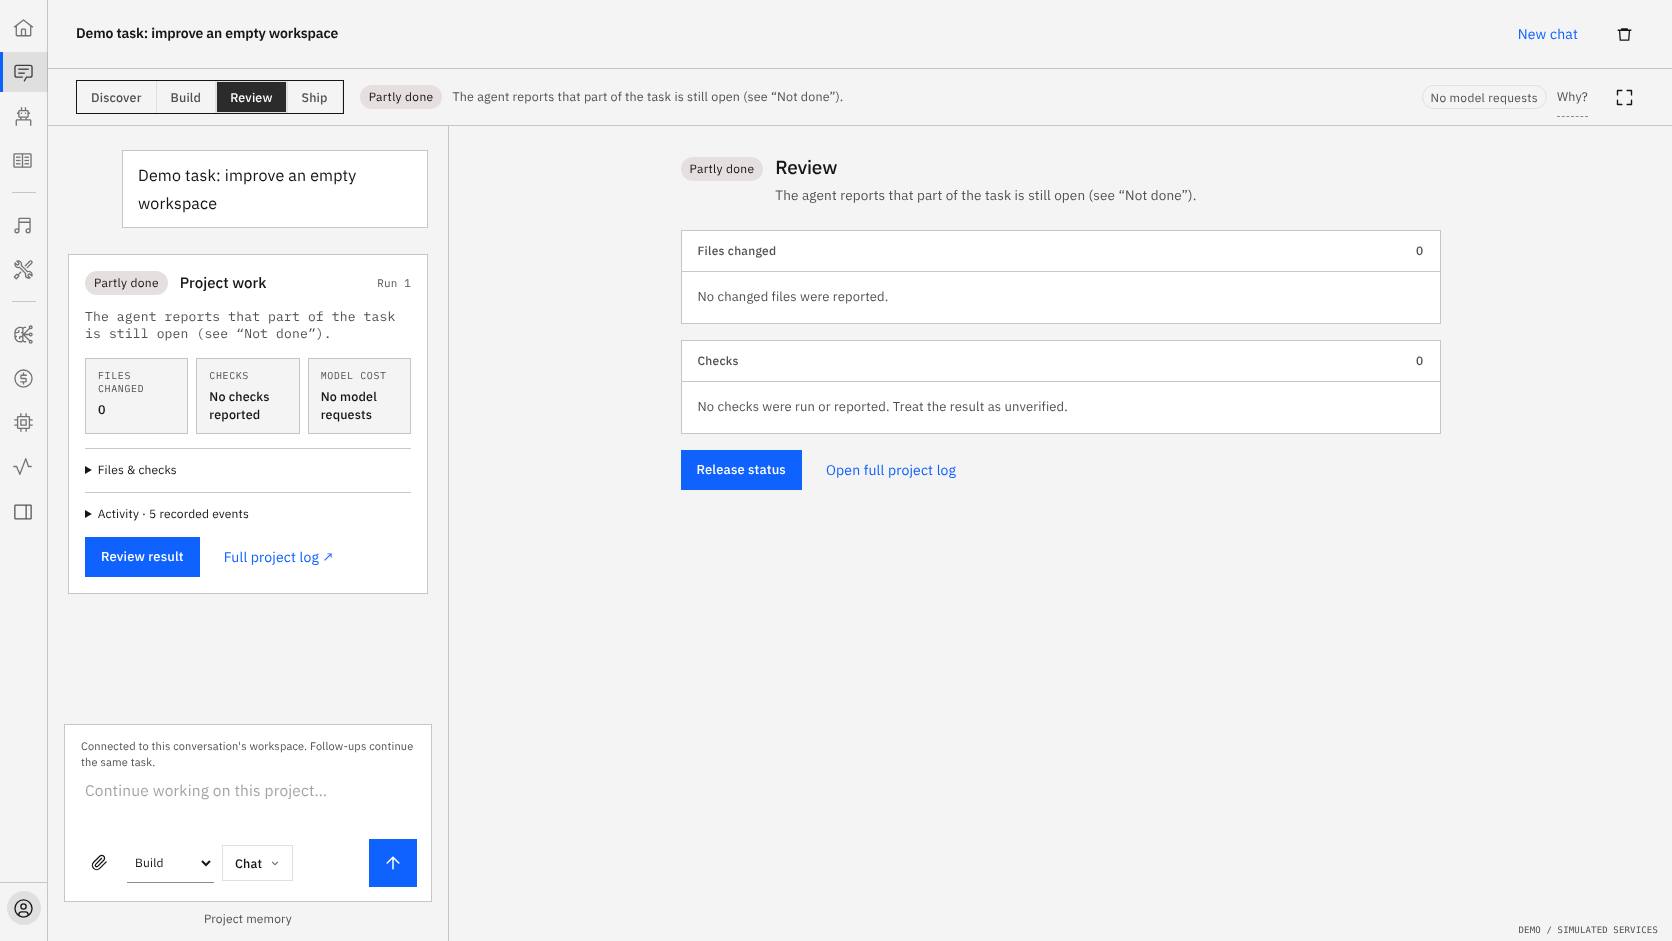 Demo task: improve an empty workspace
New chat
Discover
Build
Review
Ship
Partly done
The agent reports that part of the task is still open (see “Not done”).
No model requests
Why?
Demo task: improve an empty
workspace
Partly done
Project work
Run 1
The agent reports that part of the task
is still open (see “Not done”).
FILES
CHANGED
0
CHECKS
No checks
reported
MODEL COST
No model
requests
Files & checks
Activity · 5 recorded events
Review result
Full project log ↗
Connected to this conversation's workspace. Follow-ups continue
the same task.
Continue working on this project...
Build
Chat
Project memory
Partly done
Review
The agent reports that part of the task is still open (see “Not done”).
Files changed
0
No changed files were reported.
Checks
0
No checks were run or reported. Treat the result as unverified.
Release status
Open full project log
DEMO / SIMULATED SERVICES